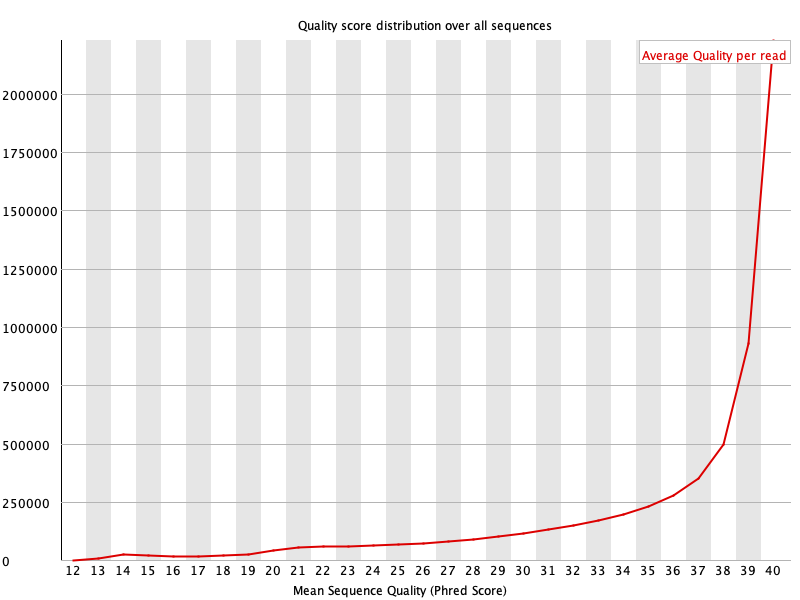 Quality score distribution over all sequences
Average Quality per read
2000000
1750000
1500000
1250000
1000000
750000
500000
250000
0
12 13 14 15 16 17 18 19 20 21 22 23 24 25 26 27 28 29 30 31 32 33 34 35 36 37 38 39 40
Mean Sequence Quality (Phred Score)